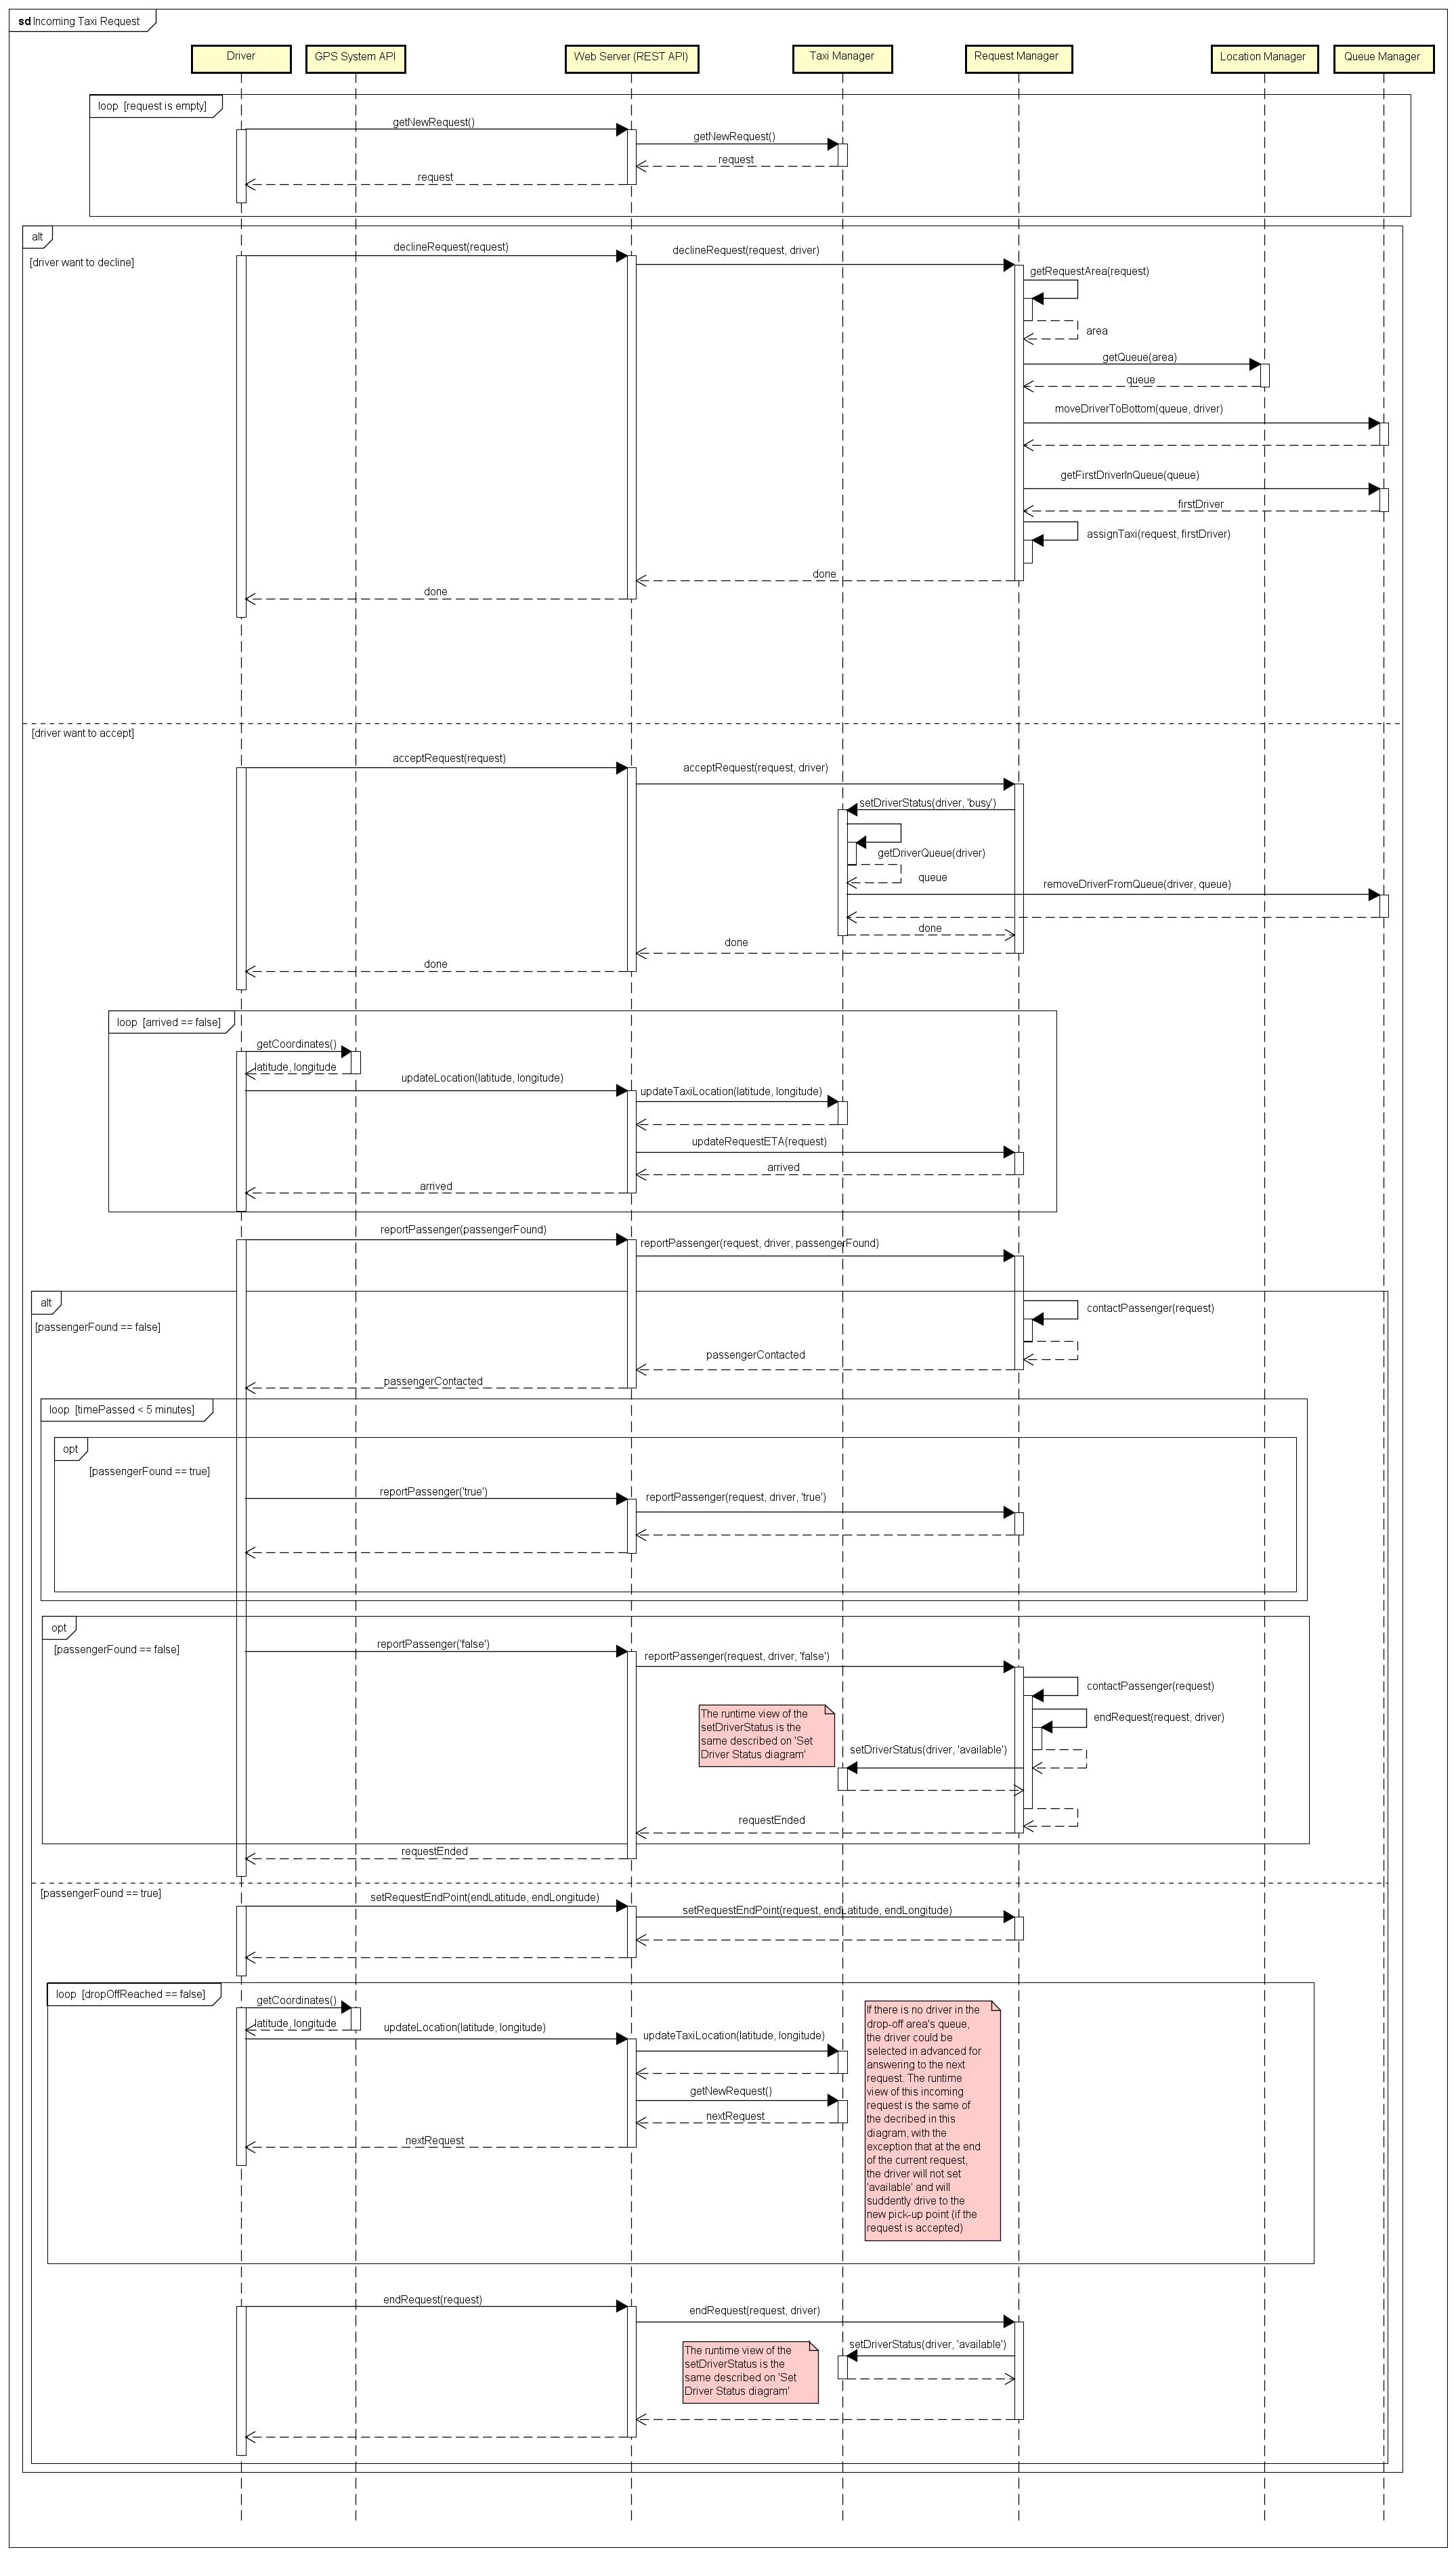 sd Incoming Taxi Request
Driver
GPS System API
Web Server (REST API)
Taxi Manager
Request Manager
Location Manager
Queue Manager
loop [request is empty]
getNewRequest()
getNewRequest()
request
request
alt
[driver want to decline]
declineRequest(request)
declineRequest(request, driver)
getRequestArea(request)
area
getQueue(area)
queue
moveDriverToBottom(queue, driver)
getFirstDriverInQueue(queue)
firstDriver
assignTaxi(request, firstDriver)
done
done
[driver want to accept]
acceptRequest(request)
acceptRequest(request, driver)
setDriverStatus(driver, 'busy')
getDriverQueue(driver)
queue
removeDriverFromQueue(driver, queue)
done
done
done
loop [arrived == false]
getCoordinates()
latitude, longitude
updateLocation(latitude, longitude)
updateTaxiLocation(latitude, longitude)
updateRequestETA(request)
arrived
arrived
reportPassenger(passengerFound)
reportPassenger(request, driver, passengerFound)
alt
[passengerFound == false]
contactPassenger(request)
passengerContacted
passengerContacted
loop [timePassed < 5 minutes]
opt
[passengerFound == true]
reportPassenger('true')
reportPassenger(request, driver, 'true')
opt
[passengerFound == false]
reportPassenger('false')
reportPassenger(request, driver, 'false')
contactPassenger(request)
endRequest(request, driver)
The runtime view of the
setDriverStatus is the
same described on 'Set
Driver Status diagram'
setDriverStatus(driver, 'available')
requestEnded
requestEnded
[passengerFound == true]
setRequestEndPoint(endLatitude, endLongitude)
setRequestEndPoint(request, endLatitude, endLongitude)
loop [dropOffReached == false]
getCoordinates()
latitude, longitude
updateLocation(latitude, longitude)
updateTaxiLocation(latitude, longitude)
getNewRequest()
nextRequest
nextRequest
If there is no driver in the
drop-off area's queue,
the driver could be
selected in advanced for
answering to the next
request. The runtime
view of this incoming
request is the same of
the decribed in this
diagram, with the
exception that at the end
of the current request,
the driver will not set
'available' and will
suddently drive to the
new pick-up point (if the
request is accepted)
endRequest(request)
endRequest(request, driver)
setDriverStatus(driver, 'available')
The runtime view of the
setDriverStatus is the
same described on 'Set
Driver Status diagram'